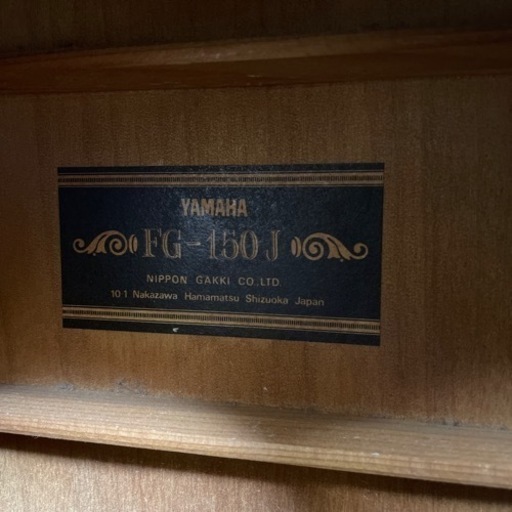 YAMAHA
FG-150J
NIPPON GAKKI CO.,LTD.
10-1 Nakazawa Hamamatsu Shizuoka Japan